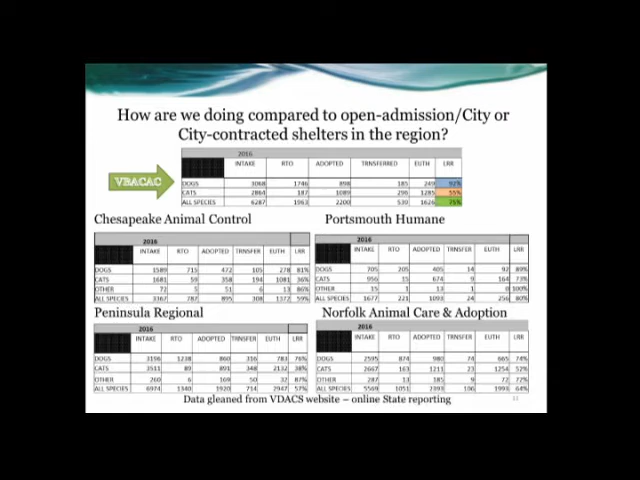 How are we doing compared to open-admission/City or
City-contracted shelters in the region?
VBACAC
2016
INTAKE RTO ADOPTED TRNSFERRED EUTH LRR
DOGS 3068 1746 898 185 249 92%
CATS 2864 187 1089 296 1285 55%
ALL SPECIES 6287 1963 2200 539 1626 75%
Chesapeake Animal Control
2016
INTAKE RTO ADOPTED TRNSFER EUTH LRR
DOGS 1589 715 472 105 278 81%
CATS 1681 59 358 194 1081 36%
OTHER 72 5 51 6 13 86%
ALL SPECIES 3367 787 895 308 1372 59%
Portsmouth Humane
2016
INTAKE RTO ADOPTED TRNSFER EUTH LRR
DOGS 705 205 405 14 92 89%
CATS 956 15 674 9 164 73%
OTHER 15 1 13 1 0 100%
ALL SPECIES 1677 221 1093 24 256 80%
Peninsula Regional
2016
INTAKE RTO ADOPTED TRNSFER EUTH LRR
DOGS 3196 1238 860 316 783 76%
CATS 3511 89 891 348 2132 38%
OTHER 260 6 169 50 32 87%
ALL SPECIES 6974 1340 1920 714 2947 57%
Norfolk Animal Care & Adoption
2016
INTAKE RTO ADOPTED TRNSFER EUTH LRR
DOGS 2595 874 980 74 665 74%
CATS 2667 163 1211 23 1254 52%
OTHER 287 13 185 9 72 72%
ALL SPECIES 5569 1051 2393 106 1993 64%
Data gleaned from VDACS website – online State reporting